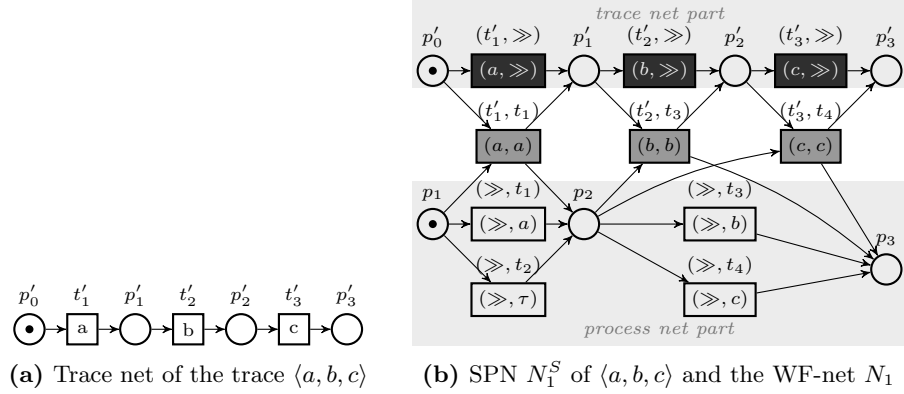 trace net part
(t′₁, ≫) (t′₂, ≫) (t′₃, ≫)
p′₀ p′₁ p′₂ p′₃
(a, ≫) (b, ≫) (c, ≫)
(t′₁, t₁) (t′₂, t₃) (t′₃, t₄)
(a, a) (b, b) (c, c)
p₁ (≫, t₁) p₂ (≫, t₃)
(≫, a) (≫, b)
p₃
(≫, t₂) (≫, t₄)
(≫, τ) (≫, c)
process net part
p′₀ t′₁ p′₁ t′₂ p′₂ t′₃ p′₃
a b c
(a) Trace net of the trace ⟨a, b, c⟩
(b) SPN N₁ˢ of ⟨a, b, c⟩ and the WF-net N₁